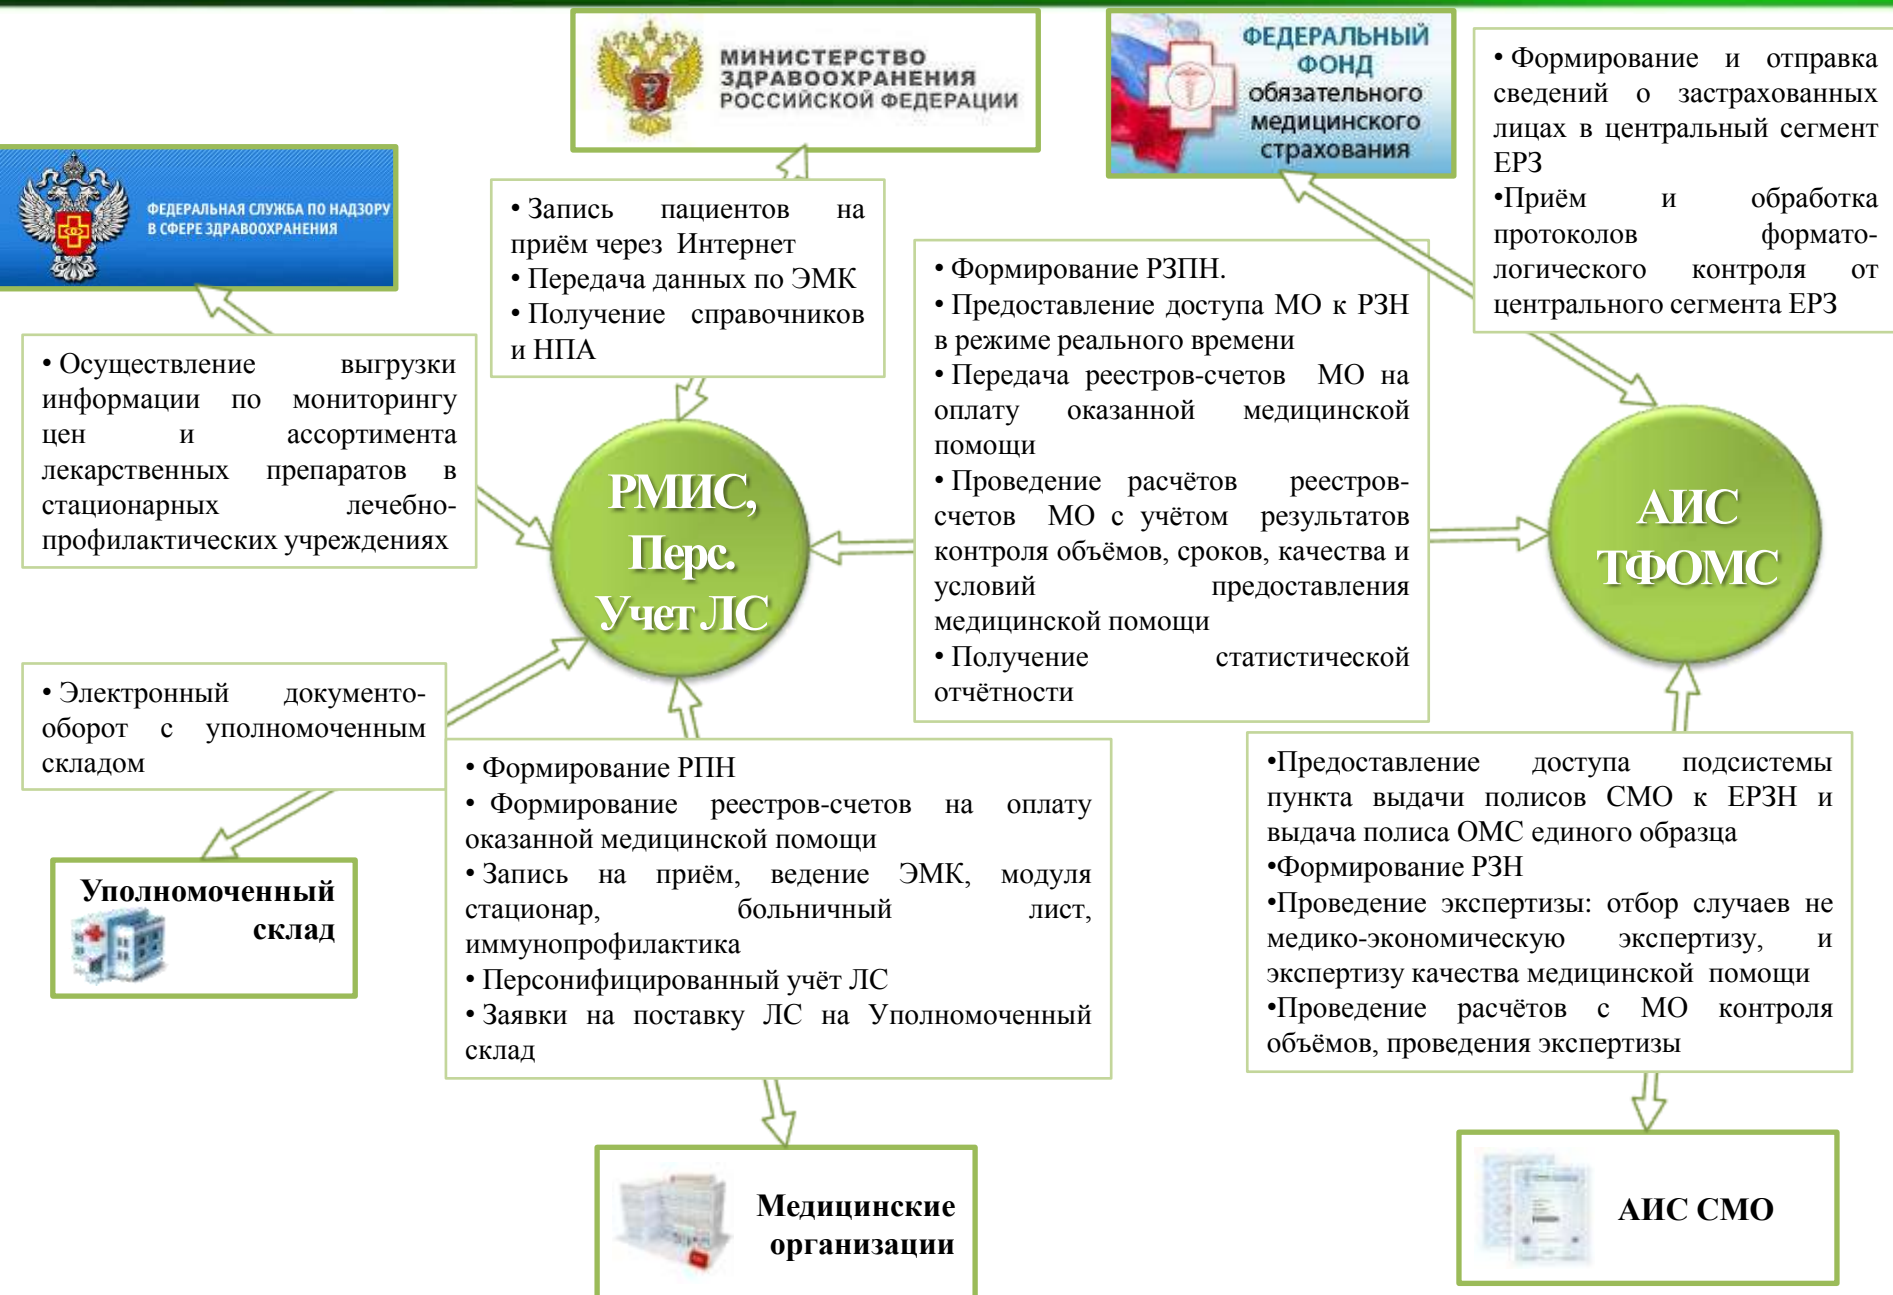 МИНИСТЕРСТВО
ЗДРАВООХРАНЕНИЯ
РОССИЙСКОЙ ФЕДЕРАЦИИ
ФЕДЕРАЛЬНЫЙ
ФОНД
обязательного
медицинского
страхования
• Формирование и отправка
сведений о застрахованных
лицах в центральный сегмент
ЕРЗ
•Приём и обработка
протоколов формато-
логического контроля от
центрального сегмента ЕРЗ
ФЕДЕРАЛЬНАЯ СЛУЖБА ПО НАДЗОРУ
В СФЕРЕ ЗДРАВООХРАНЕНИЯ
• Запись пациентов на
приём через Интернет
• Передача данных по ЭМК
• Получение справочников
и НПА
• Осуществление выгрузки
информации по мониторингу
цен и ассортимента
лекарственных препаратов в
стационарных лечебно-
профилактических учреждениях
• Формирование РЗПН.
• Предоставление доступа МО к РЗН
в режиме реального времени
• Передача реестров-счетов МО на
оплату оказанной медицинской
помощи
• Проведение расчётов реестров-
счетов МО с учётом результатов
контроля объёмов, сроков, качества и
условий предоставления
медицинской помощи
• Получение статистической
отчётности
РМИС,
Перс.
Учет ЛС
АИС
ТФОМС
• Электронный документо-
оборот с уполномоченным
складом
• Формирование РПН
• Формирование реестров-счетов на оплату
оказанной медицинской помощи
• Запись на приём, ведение ЭМК, модуля
стационар, больничный лист,
иммунопрофилактика
• Персонифицированный учёт ЛС
• Заявки на поставку ЛС на Уполномоченный
склад
•Предоставление доступа подсистемы
пункта выдачи полисов СМО к ЕРЗН и
выдача полиса ОМС единого образца
•Формирование РЗН
•Проведение экспертизы: отбор случаев не
медико-экономическую экспертизу, и
экспертизу качества медицинской помощи
•Проведение расчётов с МО контроля
объёмов, проведения экспертизы
Уполномоченный
склад
Медицинские
организации
АИС СМО